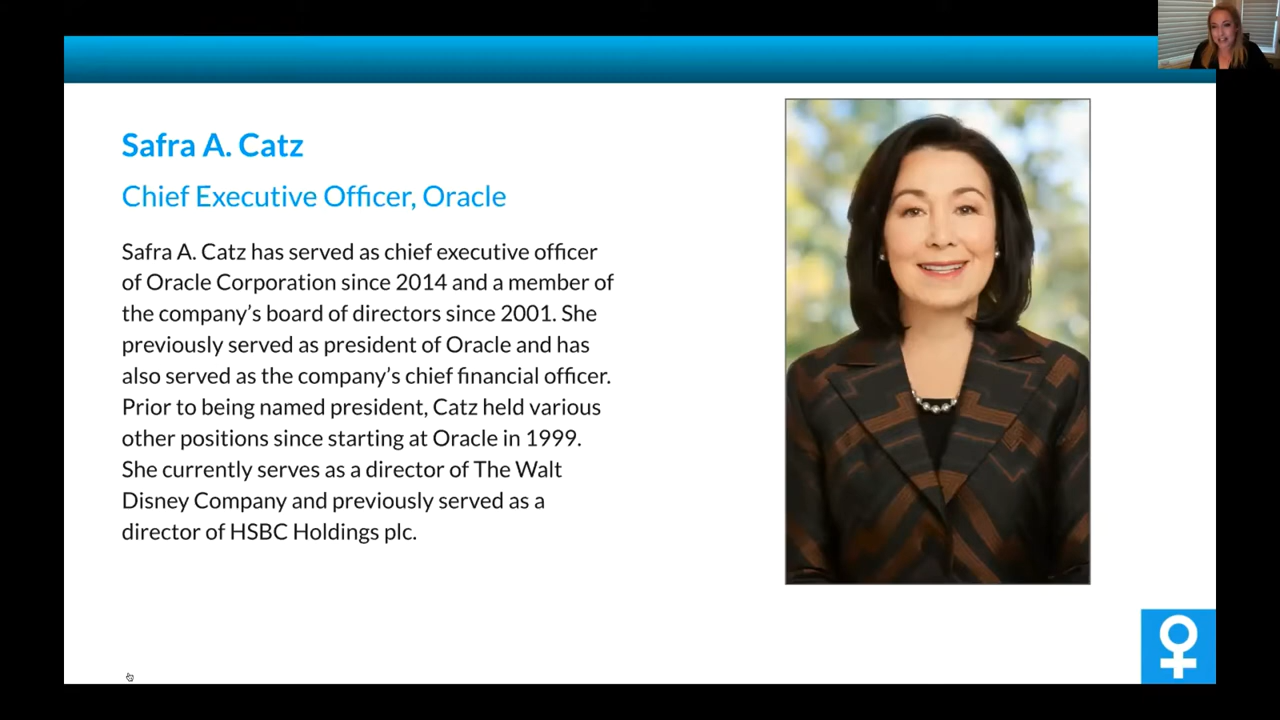 Safra A. Catz
Chief Executive Officer, Oracle
Safra A. Catz has served as chief executive officer
of Oracle Corporation since 2014 and a member of
the company’s board of directors since 2001. She
previously served as president of Oracle and has
also served as the company’s chief financial officer.
Prior to being named president, Catz held various
other positions since starting at Oracle in 1999.
She currently serves as a director of The Walt
Disney Company and previously served as a
director of HSBC Holdings plc.